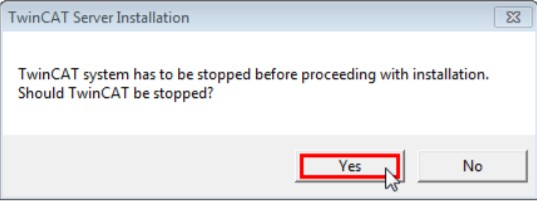 TwinCAT Server Installation
TwinCAT system has to be stopped before proceeding with installation.
Should TwinCAT be stopped?
Yes
No